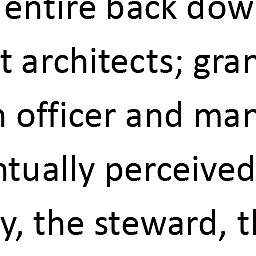 entire back dow
t architects; gran
n officer and man
ntually perceived
y, the steward, th